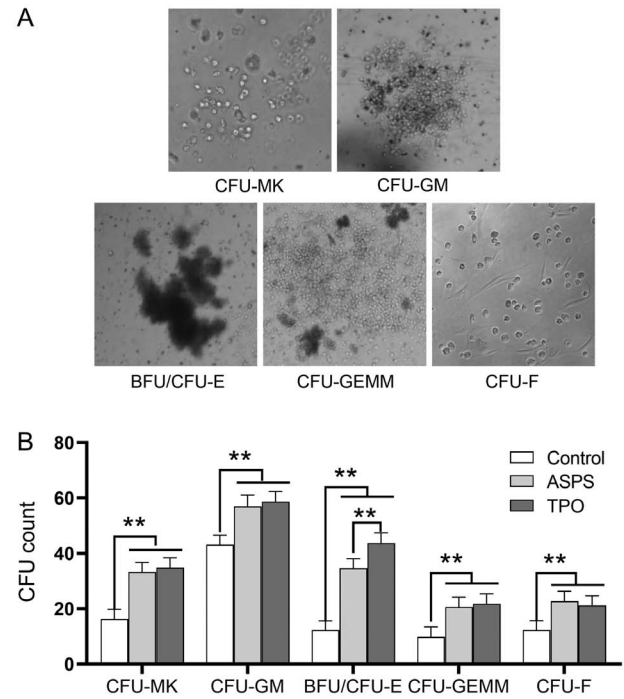 A
CFU-MK
CFU-GM
BFU/CFU-E
CFU-GEMM
CFU-F
B
80
60
40
20
0
CFU count
**
**
**
**
**
**
Control
ASPS
TPO
CFU-MK
CFU-GM
BFU/CFU-E
CFU-GEMM
CFU-F